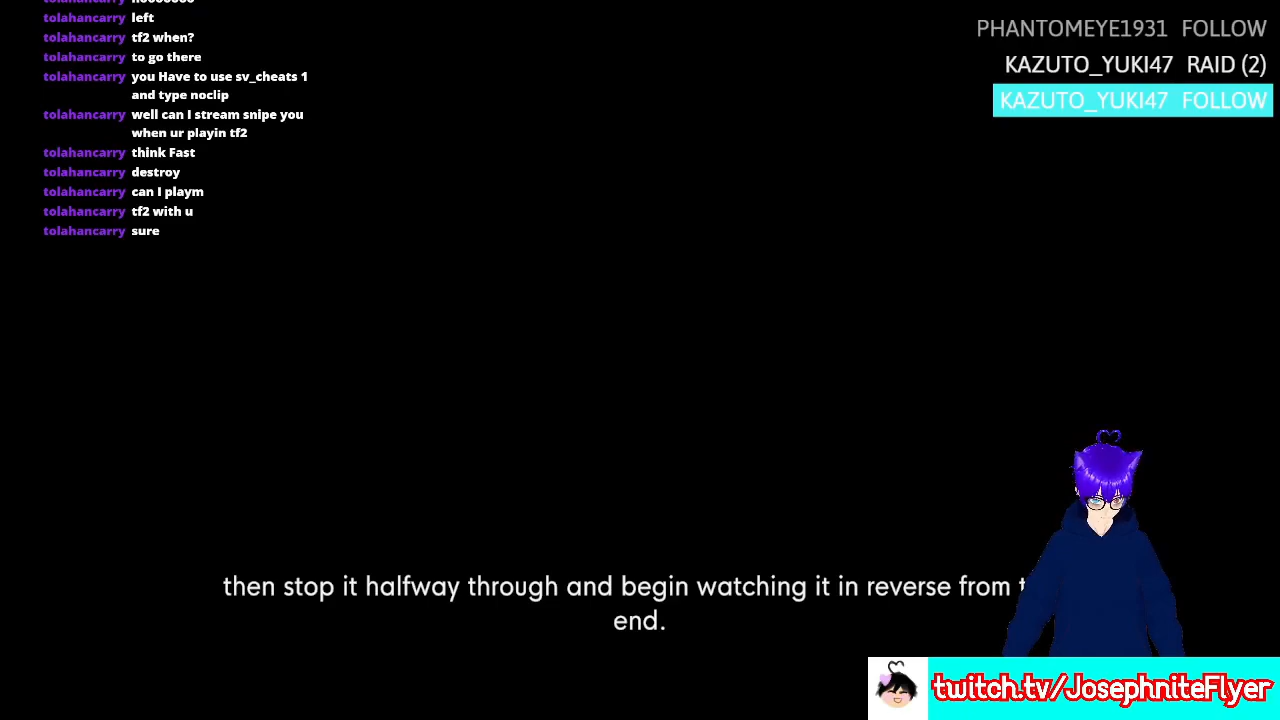 tolahancarry noooooooo
tolahancarry left
tolahancarry tf2 when?
tolahancarry to go there
tolahancarry you Have to use sv_cheats 1
and type noclip
tolahancarry well can I stream snipe you
when ur playin tf2
tolahancarry think Fast
tolahancarry destroy
tolahancarry can I playm
tolahancarry tf2 with u
tolahancarry sure
PHANTOMEYE1931 FOLLOW
KAZUTO_YUKI47 RAID (2)
KAZUTO_YUKI47 FOLLOW
then stop it halfway through and begin watching it in reverse from
end.
twitch.tv/JosephniteFlyer